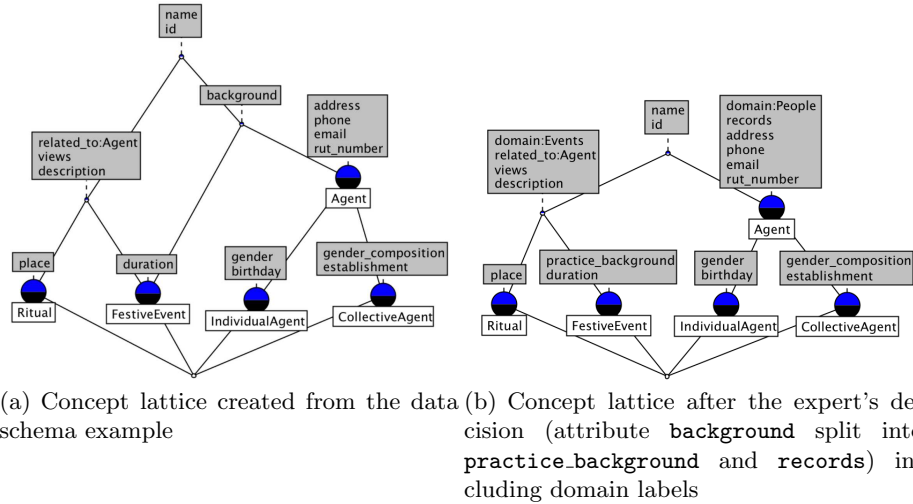 name
id
background
address
phone
email
rut_number
related_to:Agent
views
description
Agent
place
duration
gender
birthday
gender_composition
establishment
Ritual
FestiveEvent
IndividualAgent
CollectiveAgent
(a) Concept lattice created from the data
schema example
name
id
domain:People
records
address
phone
email
rut_number
domain:Events
related_to:Agent
views
description
Agent
place
practice_background
duration
gender
birthday
gender_composition
establishment
Ritual
FestiveEvent
IndividualAgent
CollectiveAgent
(b) Concept lattice after the expert's de
cision (attribute background split int
practice_background and records) in
cluding domain labels